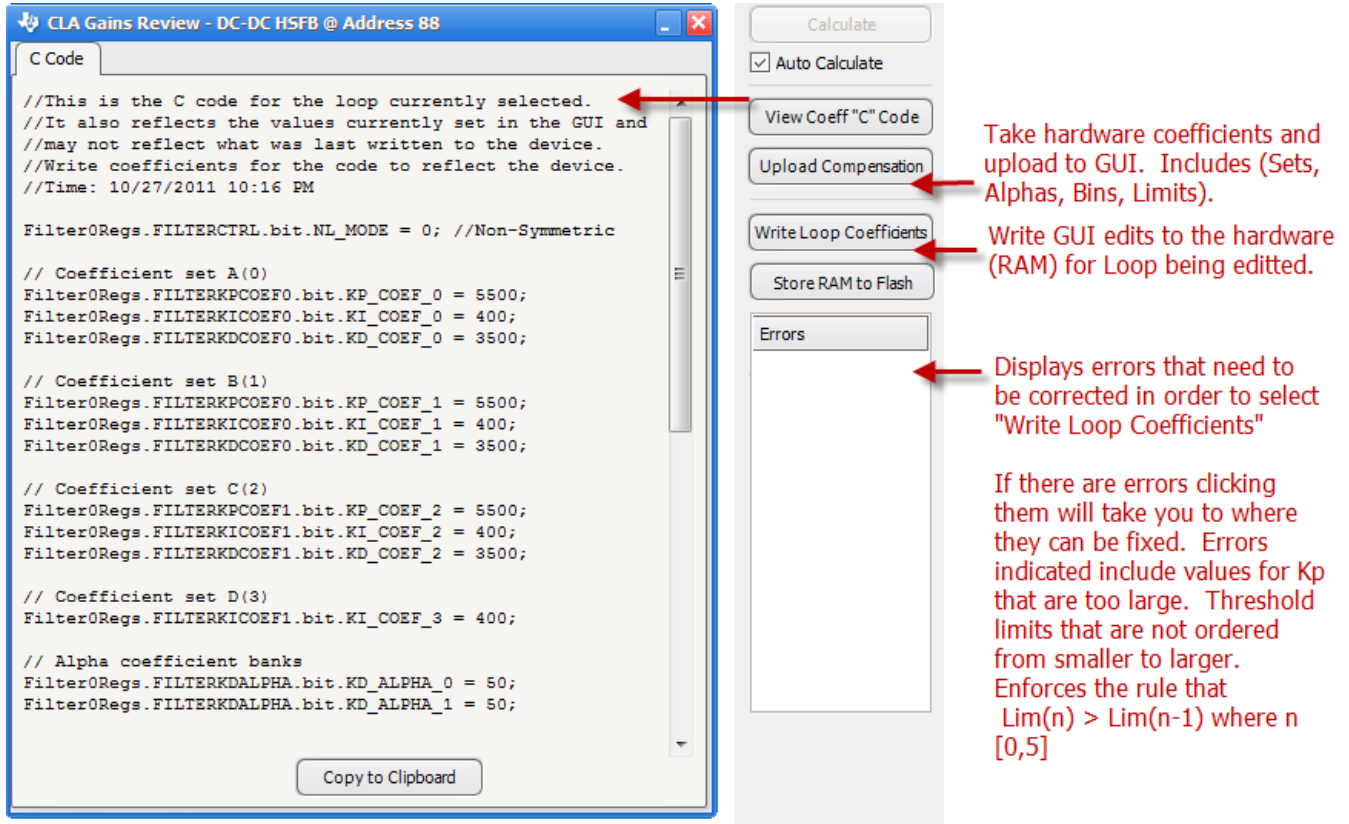 CLA Gains Review - DC-DC HSFB @ Address 88
C Code
//This is the C code for the loop currently selected.
//It also reflects the values currently set in the GUI and
//may not reflect what was last written to the device.
//Write coefficients for the code to reflect the device.
//Time: 10/27/2011 10:16 PM
Filter0Regs.FILTERCTRL.bit.NL_MODE = 0; //Non-Symmetric
// Coefficient set A(0)
Filter0Regs.FILTERKPCOEF0.bit.KP_COEF_0 = 5500;
Filter0Regs.FILTERKICOEF0.bit.KI_COEF_0 = 400;
Filter0Regs.FILTERKDCOEF0.bit.KD_COEF_0 = 3500;
// Coefficient set B(1)
Filter0Regs.FILTERKPCOEF0.bit.KP_COEF_1 = 5500;
Filter0Regs.FILTERKICOEF0.bit.KI_COEF_1 = 400;
Filter0Regs.FILTERKDCOEF0.bit.KD_COEF_1 = 3500;
// Coefficient set C(2)
Filter0Regs.FILTERKPCOEF1.bit.KP_COEF_2 = 5500;
Filter0Regs.FILTERKICOEF1.bit.KI_COEF_2 = 400;
Filter0Regs.FILTERKDCOEF1.bit.KD_COEF_2 = 3500;
// Coefficient set D(3)
Filter0Regs.FILTERKICOEF1.bit.KI_COEF_3 = 400;
// Alpha coefficient banks
Filter0Regs.FILTERKDALPHA.bit.KD_ALPHA_0 = 50;
Filter0Regs.FILTERKDALPHA.bit.KD_ALPHA_1 = 50;
Copy to Clipboard
Calculate
Auto Calculate
View Coeff "C" Code
Upload Compensation
Write Loop Coefficients
Store RAM to Flash
Errors
Take hardware coefficients and
upload to GUI. Includes (Sets,
Alphas, Bins, Limits).
Write GUI edits to the hardware
(RAM) for Loop being editted.
Displays errors that need to
be corrected in order to select
"Write Loop Coefficients"
If there are errors clicking
them will take you to where
they can be fixed. Errors
indicated include values for Kp
that are too large. Threshold
limits that are not ordered
from smaller to larger.
Enforces the rule that
Lim(n) > Lim(n-1) where n
[0,5]